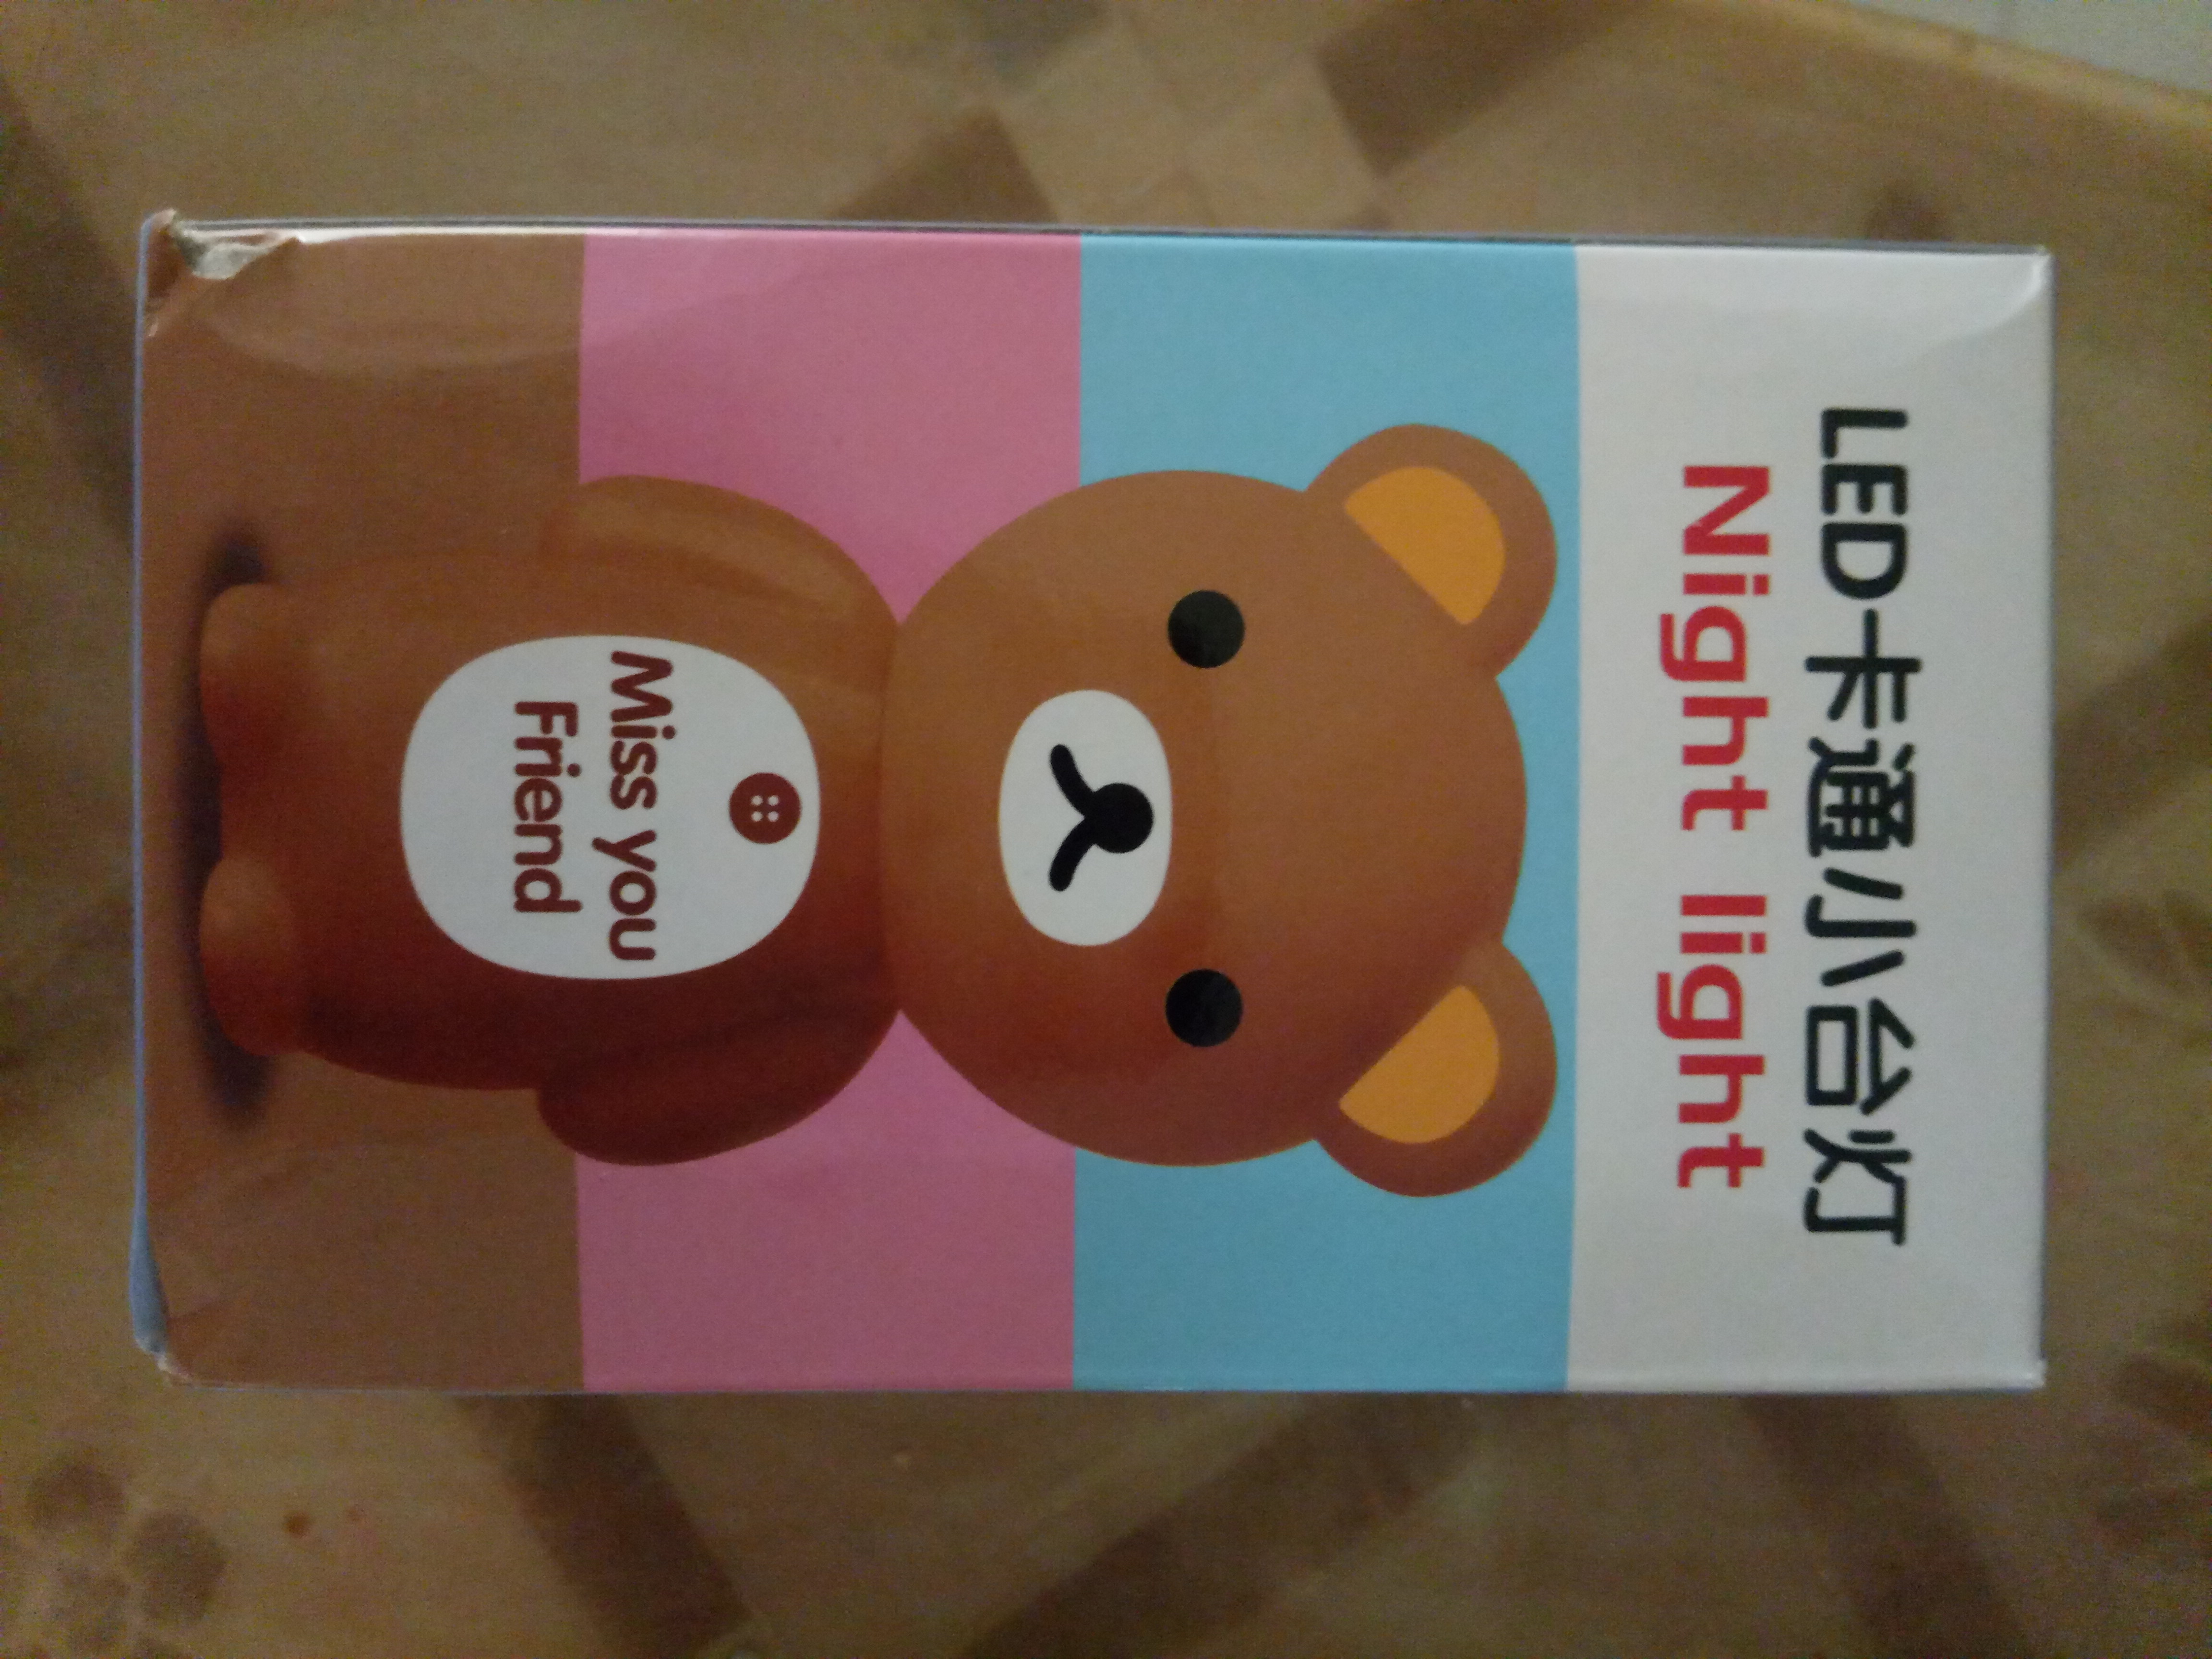 LED卡通小台灯
Night light
Miss you
Friend